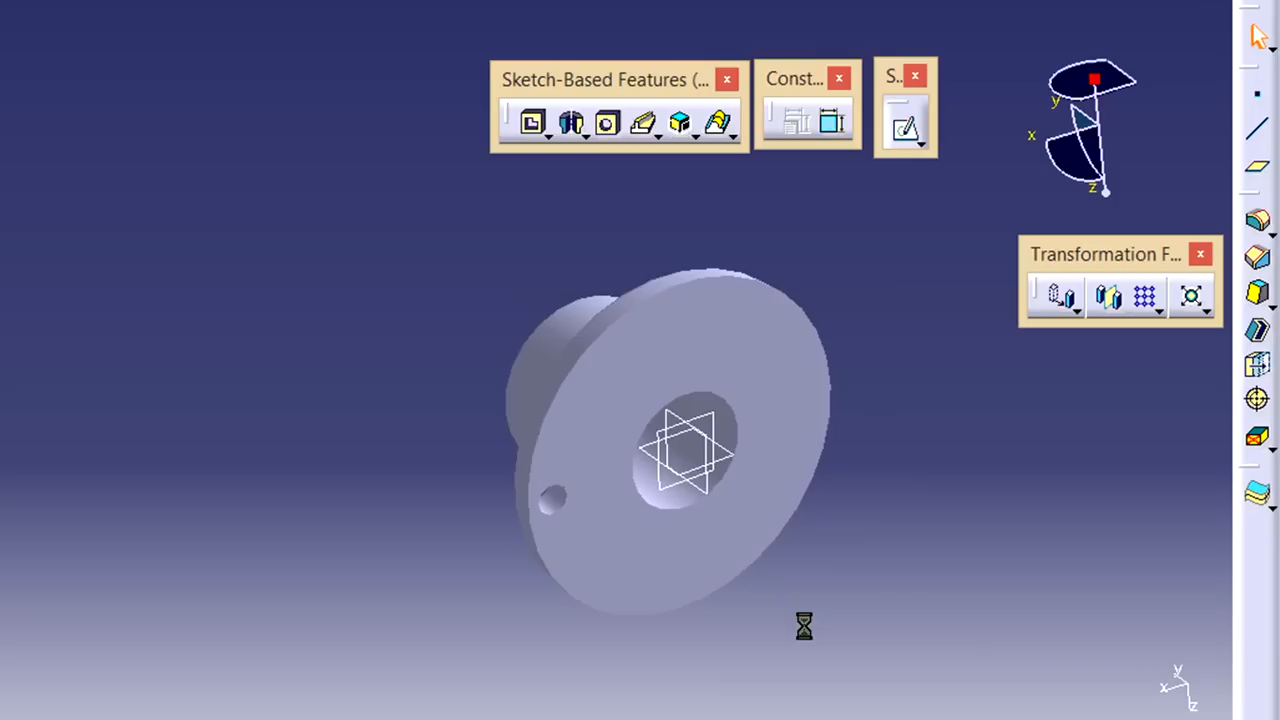 Sketch-Based Features (...
Const...
S..
y
x
z
Transformation F...
y
x
z